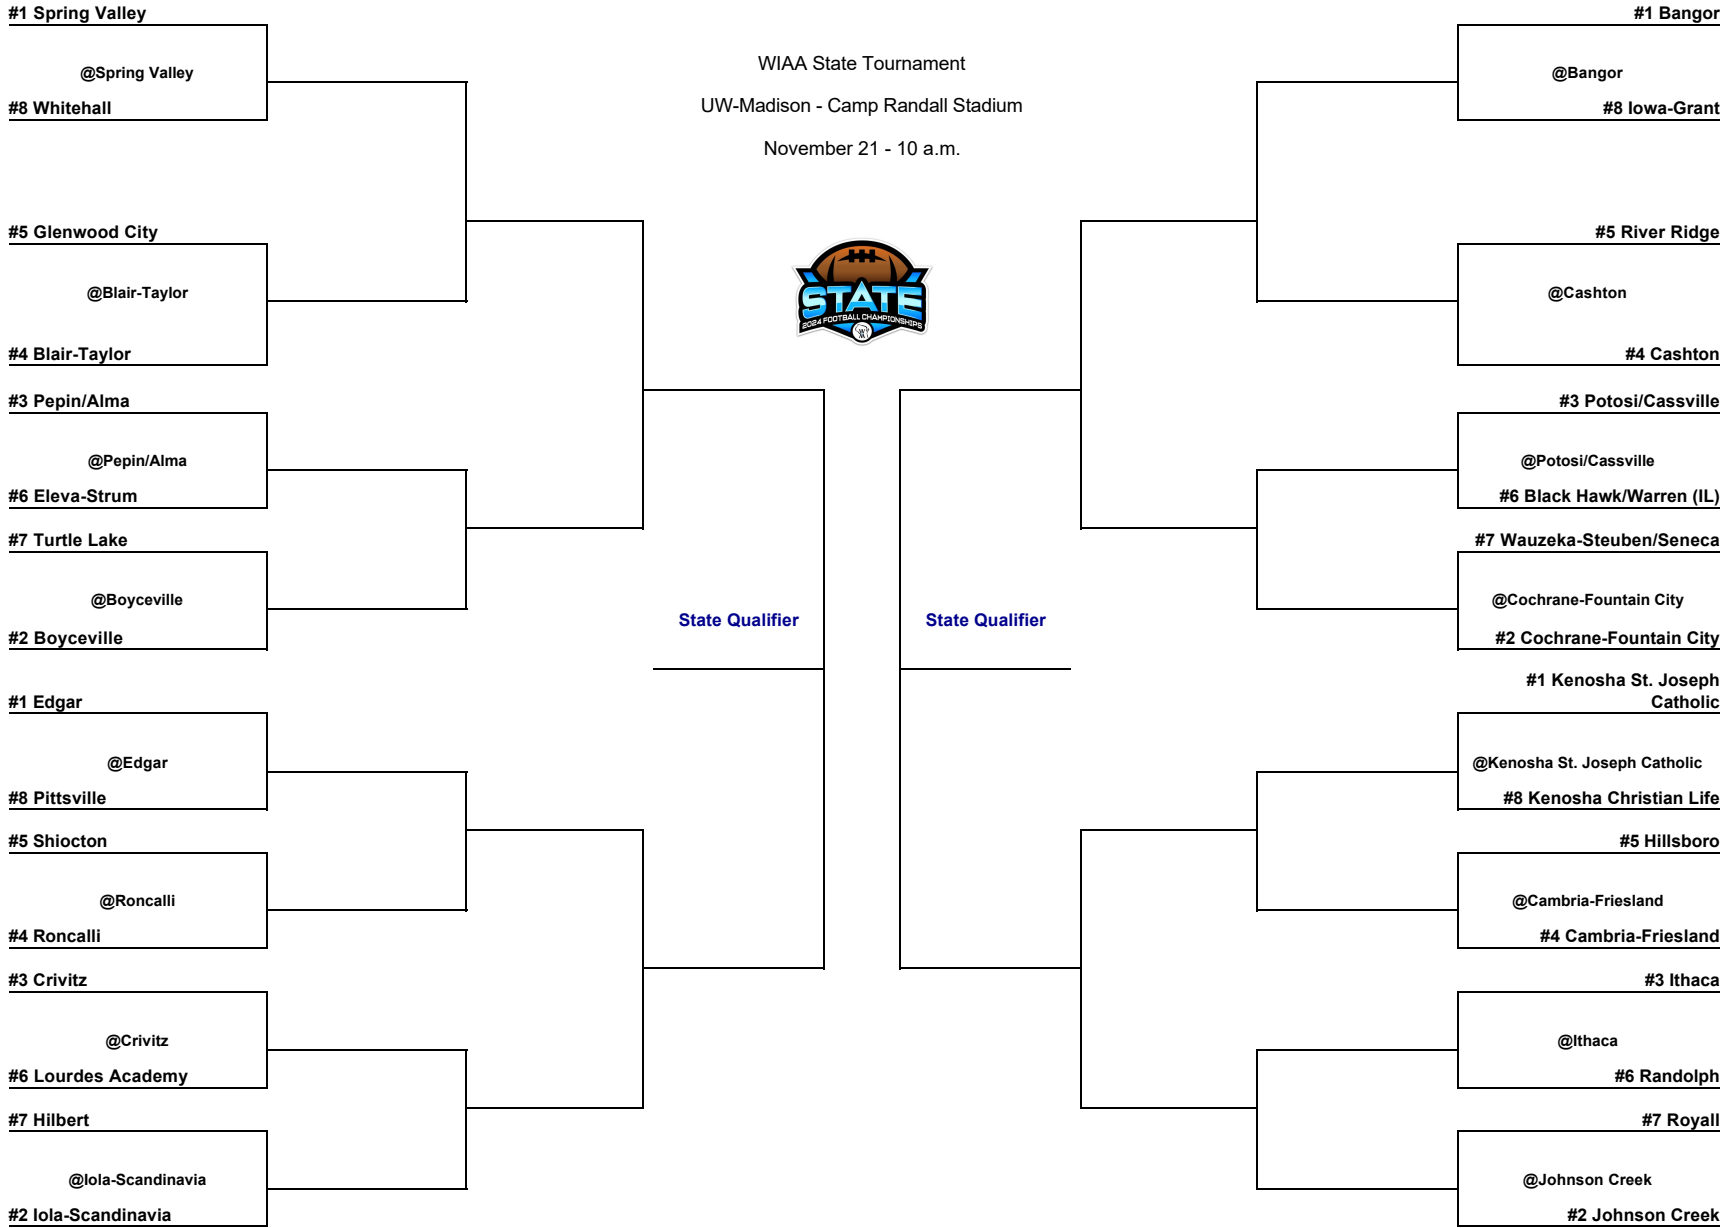 #1 Spring Valley
@Spring Valley
#8 Whitehall
#5 Glenwood City
@Blair-Taylor
#4 Blair-Taylor
#3 Pepin/Alma
@Pepin/Alma
#6 Eleva-Strum
#7 Turtle Lake
@Boyceville
#2 Boyceville
#1 Edgar
@Edgar
#8 Pittsville
#5 Shiocton
@Roncalli
#4 Roncalli
#3 Crivitz
@Crivitz
#6 Lourdes Academy
#7 Hilbert
@Iola-Scandinavia
#2 Iola-Scandinavia
WIAA State Tournament
UW-Madison - Camp Randall Stadium
November 21 - 10 a.m.
STATE
2024 FOOTBALL CHAMPIONSHIPS
State Qualifier
State Qualifier
#1 Bangor
@Bangor
#8 Iowa-Grant
#5 River Ridge
@Cashton
#4 Cashton
#3 Potosi/Cassville
@Potosi/Cassville
#6 Black Hawk/Warren (IL)
#7 Wauzeka-Steuben/Seneca
@Cochrane-Fountain City
#2 Cochrane-Fountain City
#1 Kenosha St. Joseph
Catholic
@Kenosha St. Joseph Catholic
#8 Kenosha Christian Life
#5 Hillsboro
@Cambria-Friesland
#4 Cambria-Friesland
#3 Ithaca
@Ithaca
#6 Randolph
#7 Royall
@Johnson Creek
#2 Johnson Creek